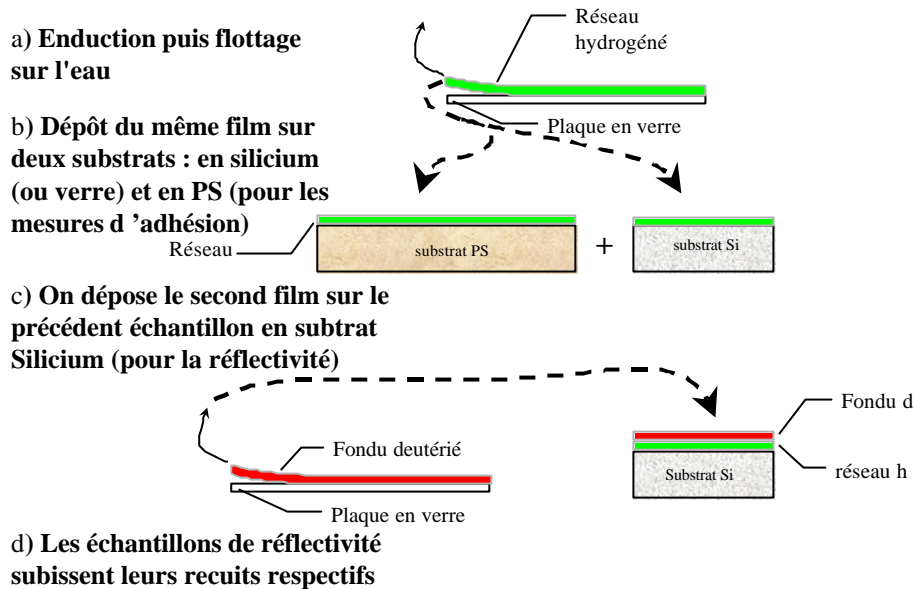 a) Enduction puis flottage
sur l'eau
Réseau
hydrogéné
Plaque en verre
b) Dépôt du même film sur
deux substrats : en silicium
(ou verre) et en PS (pour les
mesures d ’adhésion)
Réseau
substrat PS
+
substrat Si
c) On dépose le second film sur le
précédent échantillon en subtrat
Silicium (pour la réflectivité)
Fondu d
Fondu deutérié
réseau h
Substrat Si
Plaque en verre
d) Les échantillons de réflectivité
subissent leurs recuits respectifs